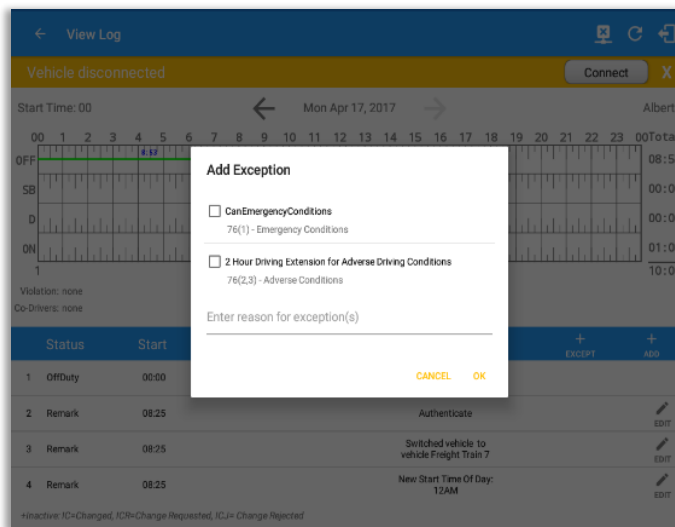 View Log
Vehicle disconnected
Connect X
Start Time: 00
Mon Apr 17, 2017
Albert
00 1 2 3 4 5 6 7 8 9 10 11 12 13 14 15 16 17 18 19 20 21 22 23 00Tota
OFF 08:5
SB 00:0
D 00:0
ON 01:0
1 10:0
Violation: none
Co-Drivers: none
Add Exception
CanEmergencyConditions
76(1) - Emergency Conditions
2 Hour Driving Extension for Adverse Driving Conditions
76(2,3) - Adverse Conditions
Enter reason for exception(s)
CANCEL OK
Status Start + EXCEPT + ADD
1 OffDuty 00:00
2 Remark 08:25 Authenticate EDIT
3 Remark 08:25 Switched vehicle to
vehicle Freight Train 7 EDIT
4 Remark 08:25 New Start Time Of Day:
12AM EDIT
+Inactive: IC=Changed, ICR=Change Requested, ICJ= Change Rejected